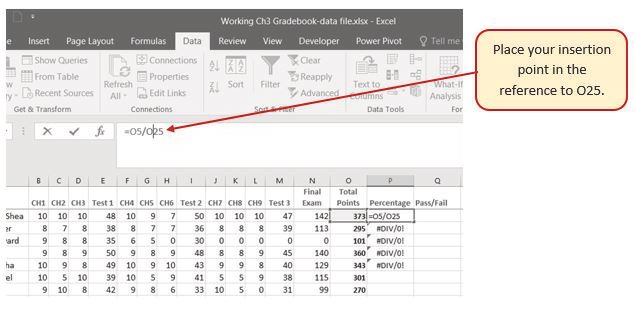 Working Ch3 Gradebook-data file.xlsx - Excel
Insert Page Layout Formulas Data Review View Developer Power Pivot Tell me
Show Queries
From Table
Recent Sources
Get & Transform
Refresh
All
Connections
Properties
Edit Links
Connections
Sort
Filter
Clear
Reapply
Advanced
Sort & Filter
Text to
Columns
Data Tools
What-If
Analysis
For
=O5/O25
Place your insertion
point in the
reference to O25.
B C D E F G H I J K L M N O P Q
Final Total
CH1 CH2 CH3 Test 1 CH4 CH5 CH6 Test 2 CH7 CH8 CH9 Test 3 Exam Points Percentage Pass/Fail
Shea 10 10 10 48 10 9 7 50 10 10 10 47 142 373 =O5/O25
er 8 7 8 38 8 7 7 36 8 8 8 39 113 295 #DIV/0!
ard 9 8 8 35 6 5 0 30 0 0 0 0 0 101 #DIV/0!
9 8 9 50 9 8 9 48 8 8 9 45 140 360 #DIV/0!
ha 10 9 8 49 10 9 10 43 9 9 8 40 129 343 #DIV/0!
el 10 5 10 39 10 5 9 41 5 5 9 38 115 301
9 10 8 42 9 8 6 33 10 5 0 31 99 270